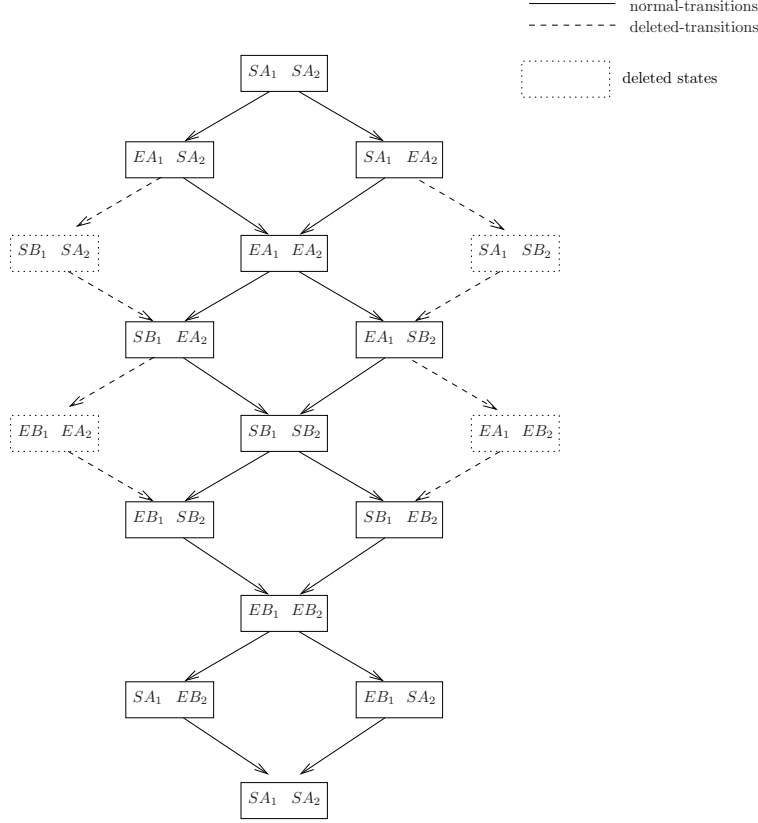 normal-transitions
deleted-transitions
deleted states
SA₁ SA₂
EA₁ SA₂
SA₁ EA₂
SB₁ SA₂
EA₁ EA₂
SA₁ SB₂
SB₁ EA₂
EA₁ SB₂
EB₁ EA₂
SB₁ SB₂
EA₁ EB₂
EB₁ SB₂
SB₁ EB₂
EB₁ EB₂
SA₁ EB₂
EB₁ SA₂
SA₁ SA₂